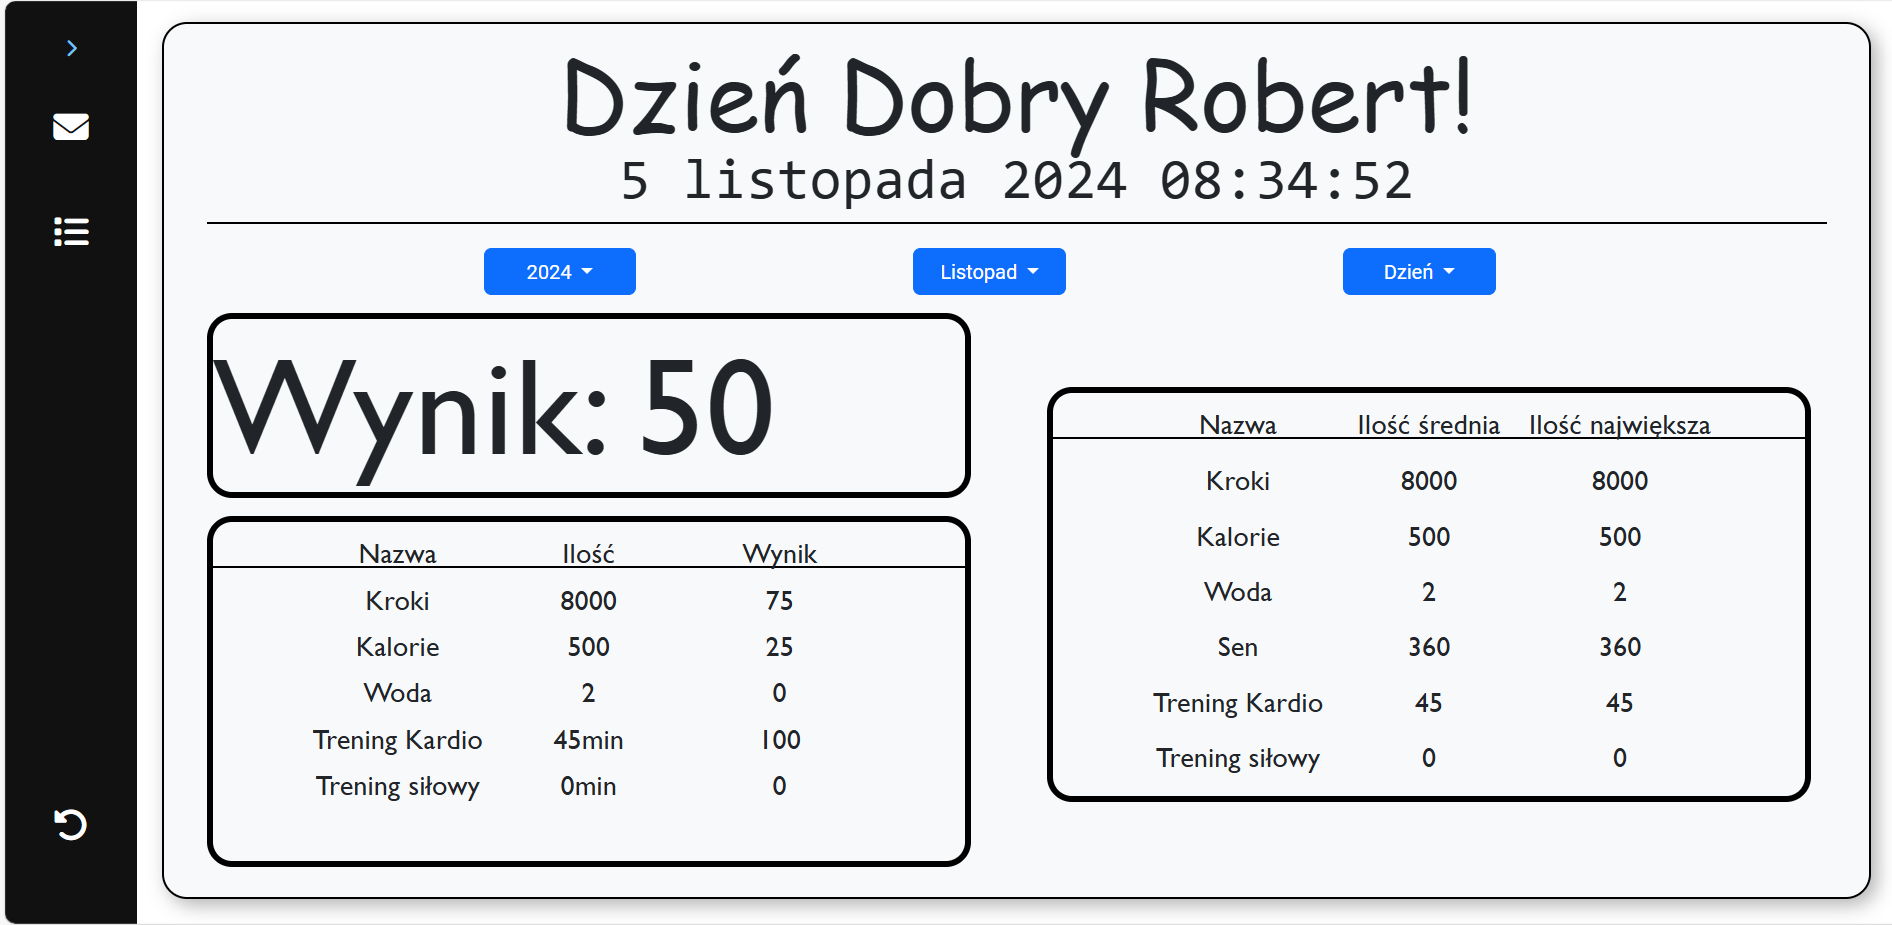 Dzień Dobry Robert!
5 listopada 2024 08:34:52
2024 Listopad Dzień
Wynik: 50
Nazwa Ilość Wynik
Kroki 8000 75
Kalorie 500 25
Woda 2 0
Trening Kardio 45min 100
Trening siłowy 0min 0
Nazwa Ilość średnia Ilość największa
Kroki 8000 8000
Kalorie 500 500
Woda 2 2
Sen 360 360
Trening Kardio 45 45
Trening siłowy 0 0